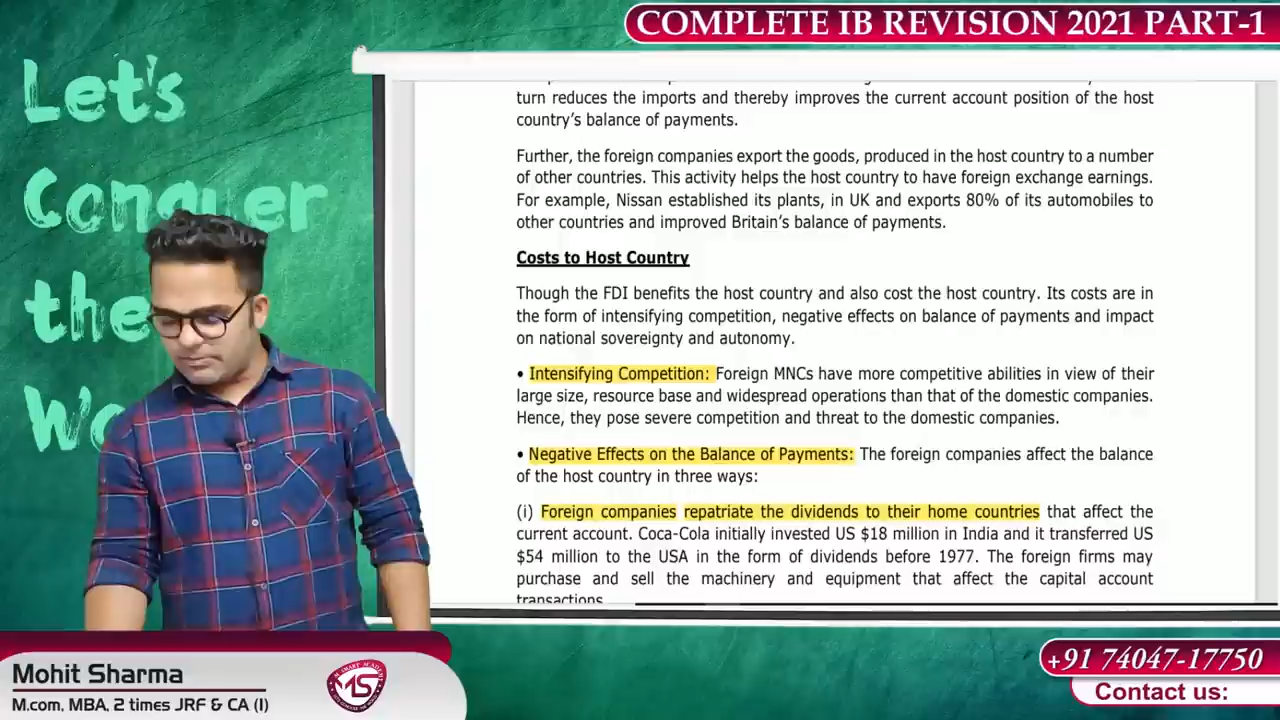 COMPLETE IB REVISION 2021 PART-1
Let's
Conquer
the
turn reduces the imports and thereby improves the current account position of the host
country's balance of payments.
Further, the foreign companies export the goods, produced in the host country to a number
of other countries. This activity helps the host country to have foreign exchange earnings.
For example, Nissan established its plants, in UK and exports 80% of its automobiles to
other countries and improved Britain's balance of payments.
Costs to Host Country
Though the FDI benefits the host country and also cost the host country. Its costs are in
the form of intensifying competition, negative effects on balance of payments and impact
on national sovereignty and autonomy.
• Intensifying Competition: Foreign MNCs have more competitive abilities in view of their
large size, resource base and widespread operations than that of the domestic companies.
Hence, they pose severe competition and threat to the domestic companies.
• Negative Effects on the Balance of Payments: The foreign companies affect the balance
of the host country in three ways:
(i) Foreign companies repatriate the dividends to their home countries that affect the
current account. Coca-Cola initially invested US $18 million in India and it transferred US
$54 million to the USA in the form of dividends before 1977. The foreign firms may
purchase and sell the machinery and equipment that affect the capital account
transactions.
Mohit Sharma
M.com, MBA, 2 times JRF & CA (I)
MS
+91 74047-17750
Contact us: